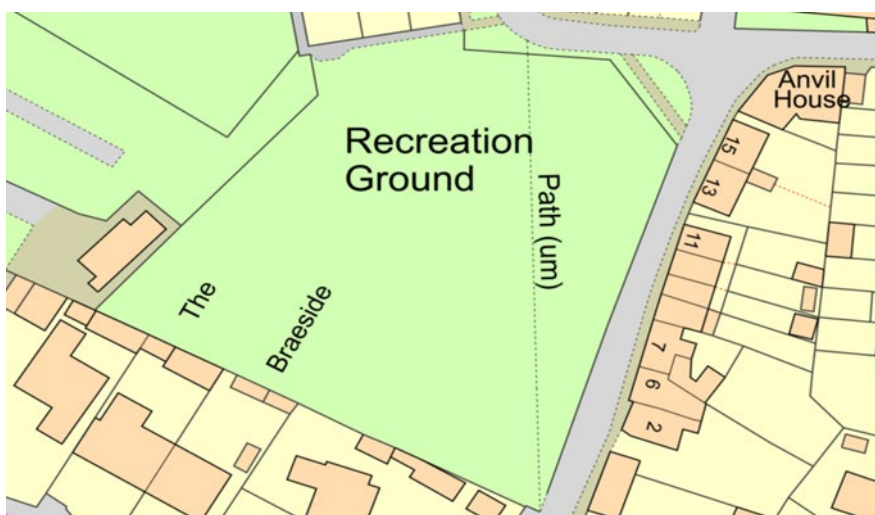 Anvil
House
Recreation
Ground
15
13
Path (um)
11
The
Braeside
7
6
2